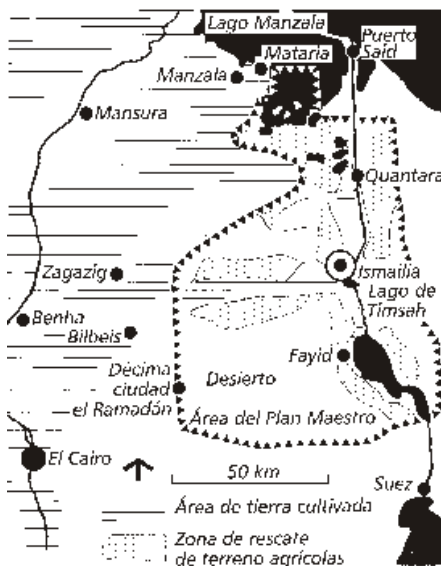 Lago Manzala
Puerto
Said
Mataria
Manzala
Mansura
Quantara
Zagazig
Ismailia
Lago de
Timsah
Benha
Bilbeis
Fayid
Décima
ciudad
el Ramadán
Desierto
Área del Plan Maestro
El Cairo
50 km
Suez
Área de tierra cultivada
Zona de rescate
de terreno agrícolas